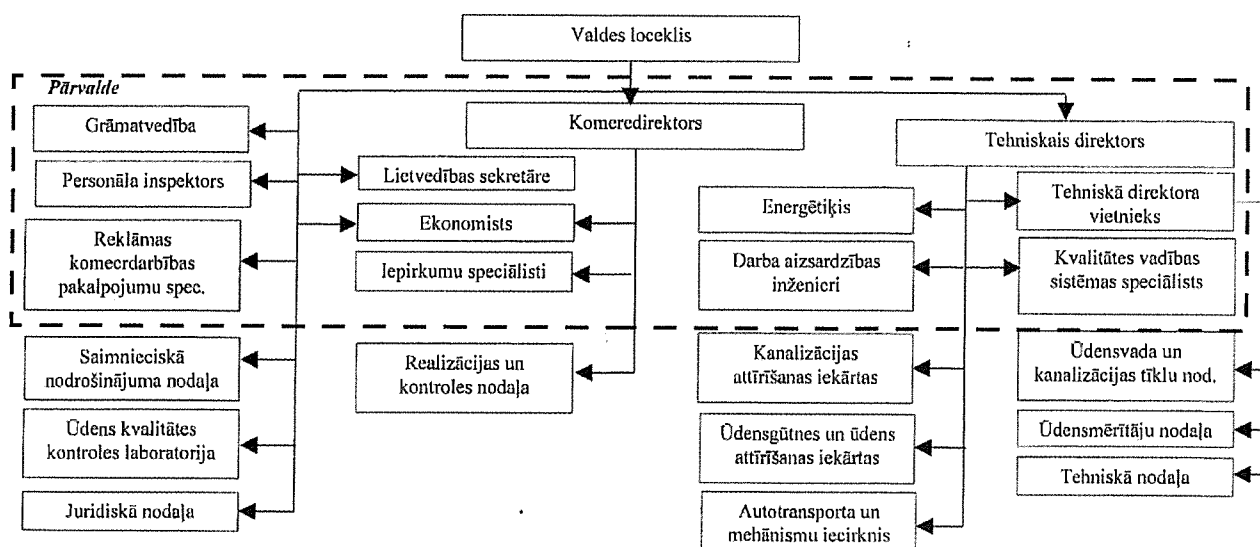 Valdes loceklis
Pārvalde
Grāmatvedība
Komercdirektors
Tehniskais direktors
Personāla inspektors
Lietvedības sekretāre
Ekonomists
Enerģētiķis
Tehniskā direktora
vietnieks
Reklāmas
komercdarbības
pakalpojumu spec.
Iepirkumu speciālisti
Darba aizsardzības
inženieri
Kvalitātes vadības
sistēmas speciālists
Saimnieciskā
nodrošinājuma nodaļa
Realizācijas un
kontroles nodaļa
Kanalizācijas
attīrīšanas iekārtas
Ūdensvada un
kanalizācijas tīklu nod.
Ūdens kvalitātes
kontroles laboratorija
Ūdensgūtnes un ūdens
attīrīšanas iekārtas
Ūdensmērītāju nodaļa
Tehniskā nodaļa
Juridiskā nodaļa
Autotransporta un
mehānismu iecirknis